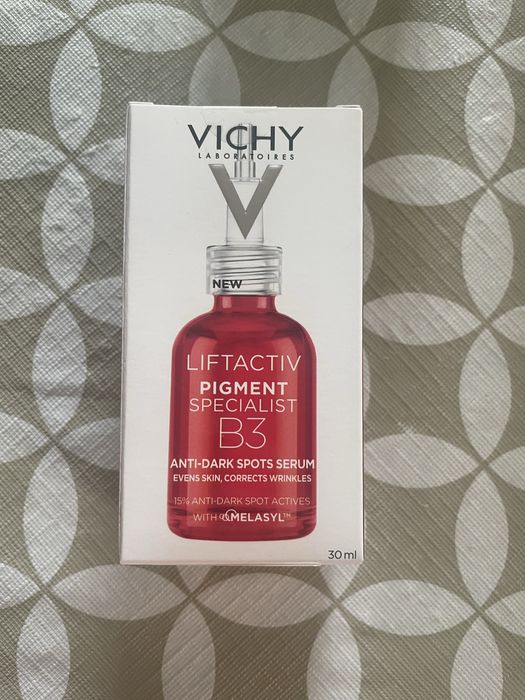 VICHY
LABORATOIRES
V
NEW
LIFTACTIV
PIGMENT
SPECIALIST
B3
ANTI-DARK SPOTS SERUM
EVENS SKIN, CORRECTS WRINKLES
15% ANTI-DARK SPOT ACTIVES
WITH MELASYL™
30 ml